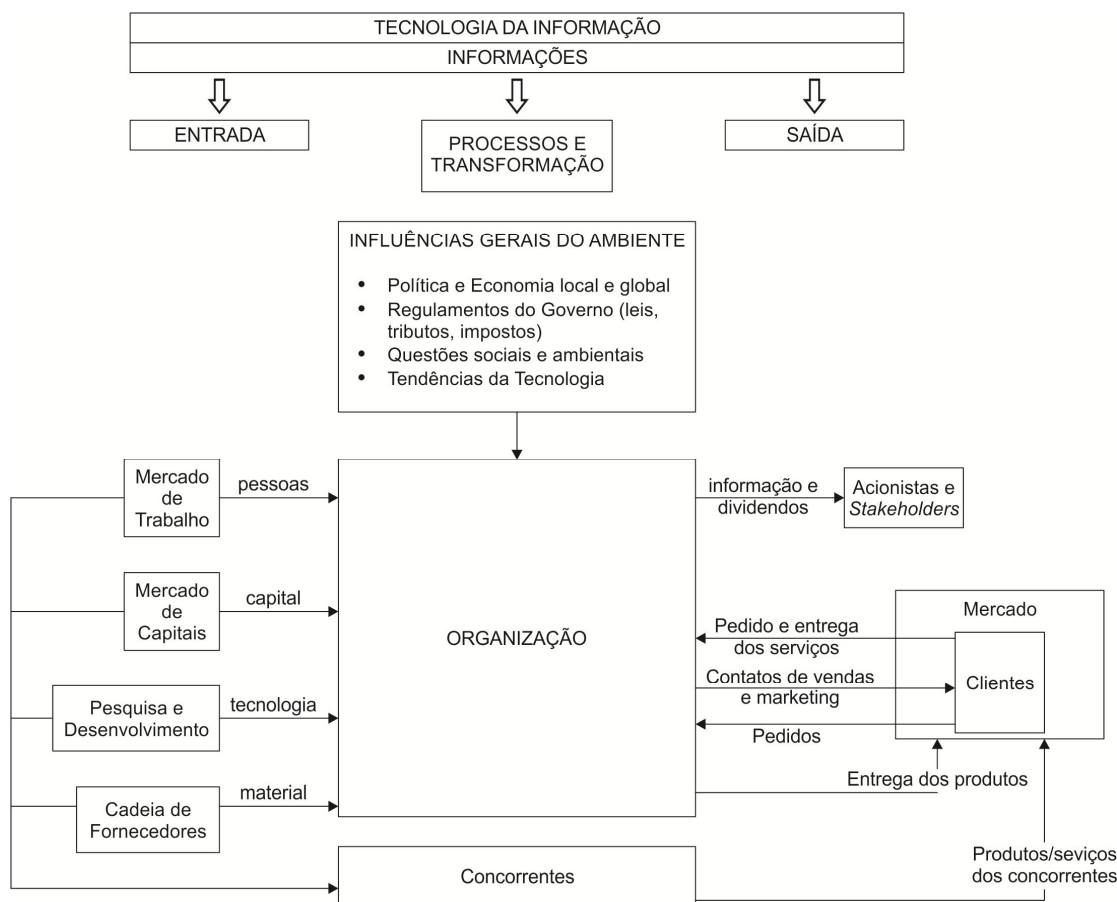 TECNOLOGIA DA INFORMAÇÃO
INFORMAÇÕES
ENTRADA
PROCESSOS E
TRANSFORMAÇÃO
SAÍDA
INFLUÊNCIAS GERAIS DO AMBIENTE
• Política e Economia local e global
• Regulamentos do Governo (leis,
tributos, impostos)
• Questões sociais e ambientais
• Tendências da Tecnologia
Mercado
de
Trabalho
pessoas
Mercado
de
Capitais
capital
Pesquisa e
Desenvolvimento
tecnologia
Cadeia de
Fornecedores
material
ORGANIZAÇÃO
informação e
dividendos
Acionistas e
Stakeholders
Mercado
Clientes
Pedido e entrega
dos serviços
Contatos de vendas
e marketing
Pedidos
Entrega dos produtos
Concorrentes
Produtos/seviços
dos concorrentes